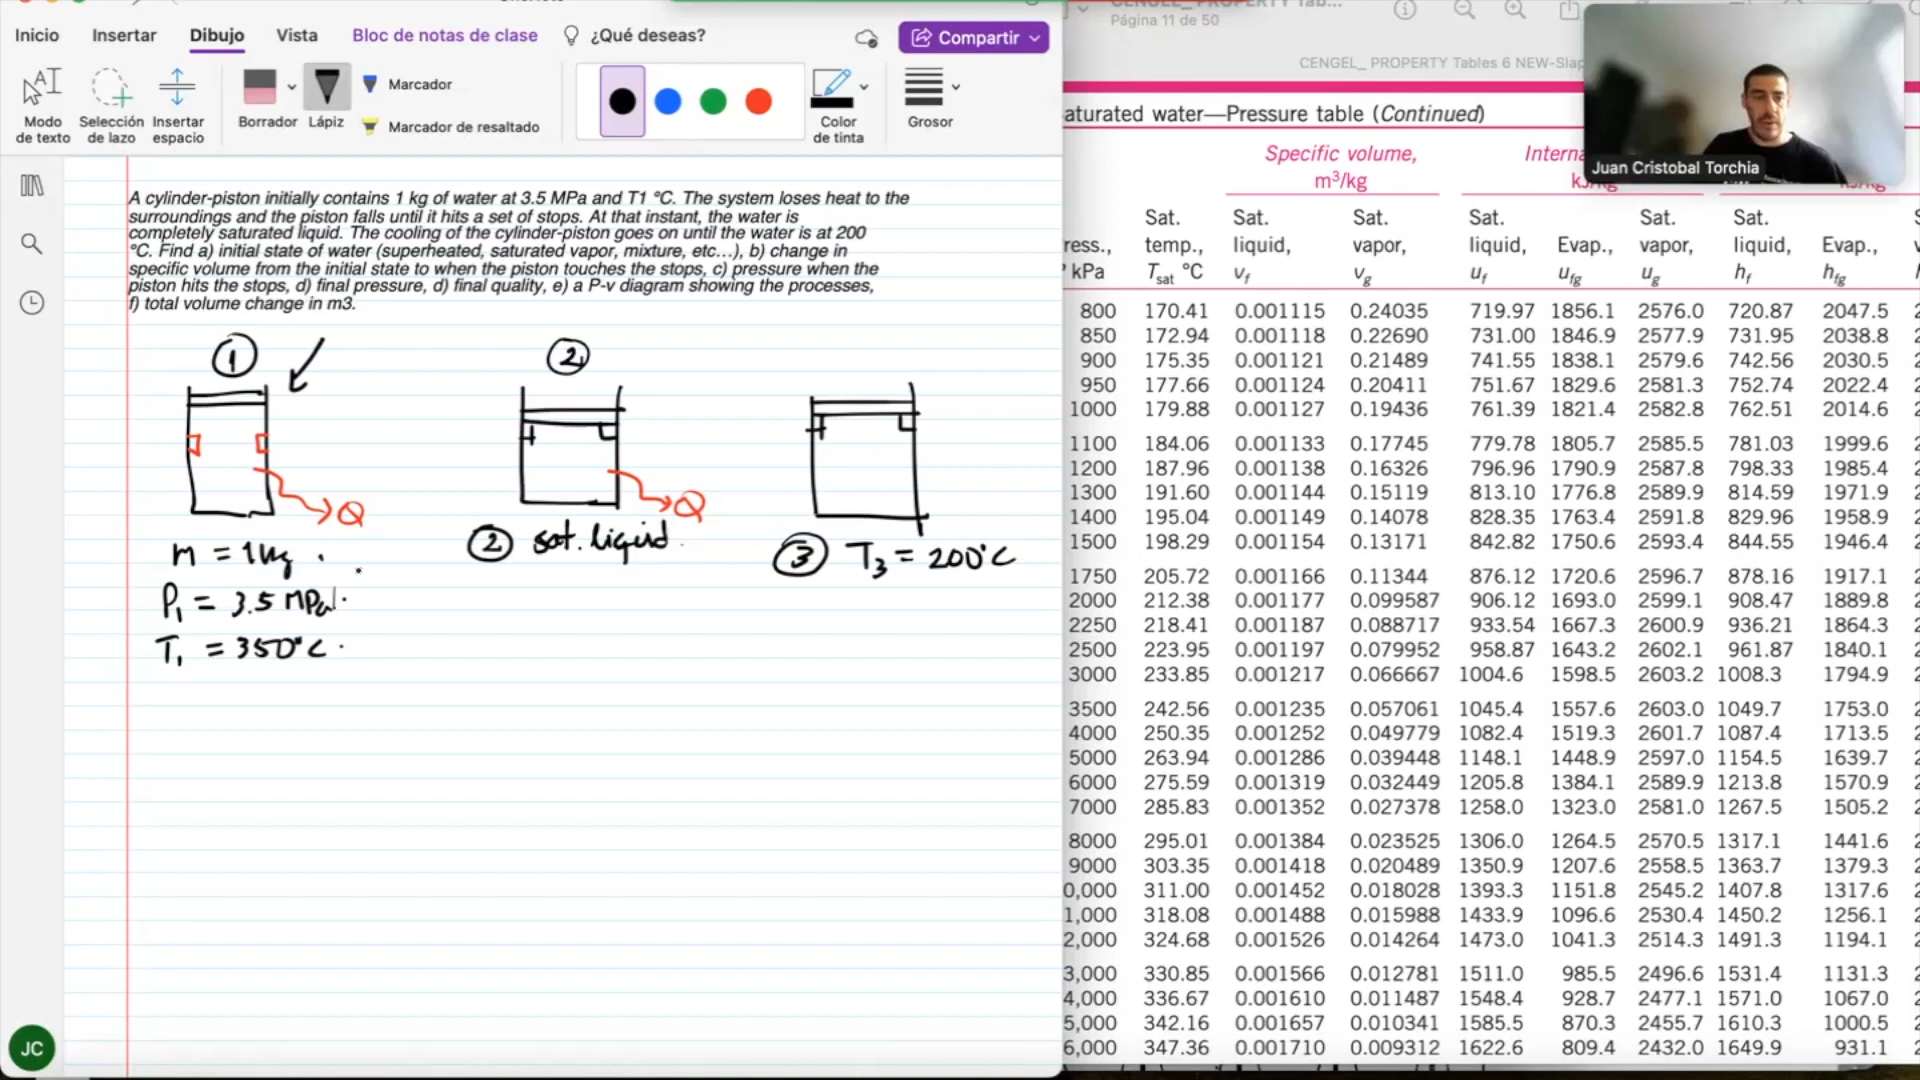 Inicio Insertar Dibujo Vista Bloc de notas de clase ¿Qué deseas? Compartir
Modo de texto
Selección de lazo
Insertar espacio
Borrador
Lápiz
Marcador
Marcador de resaltado
Color de tinta
Grosor
A cylinder-piston initially contains 1 kg of water at 3.5 MPa and T1 °C. The system loses heat to the
surroundings and the piston falls until it hits a set of stops. At that instant, the water is
completely saturated liquid. The cooling of the cylinder-piston goes on until the water is at 200
°C. Find a) initial state of water (superheated, saturated vapor, mixture, etc…), b) change in
specific volume from the initial state to when the piston touches the stops, c) pressure when the
piston hits the stops, d) final pressure, d) final quality, e) a P-v diagram showing the processes,
f) total volume change in m3.
① ②
Q Q
m = 1 kg
P₁ = 3.5 MPa
T₁ = 350°C
② sat. liquid
③ T₃ = 200°C
JC
Página 11 de 50
CENGEL_ PROPERTY Tables 6 NEW-Slap
aturated water—Pressure table (Continued)
Specific volume,
m³/kg
Interna
Juan Cristobal Torchia
Sat. Sat. Sat. Sat. Sat. Sat.
ress., temp., liquid, vapor, liquid, Evap., vapor, liquid, Evap.,
kPa Tsat °C vf vg uf ufg ug hf hfg
800 170.41 0.001115 0.24035 719.97 1856.1 2576.0 720.87 2047.5
850 172.94 0.001118 0.22690 731.00 1846.9 2577.9 731.95 2038.8
900 175.35 0.001121 0.21489 741.55 1838.1 2579.6 742.56 2030.5
950 177.66 0.001124 0.20411 751.67 1829.6 2581.3 752.74 2022.4
1000 179.88 0.001127 0.19436 761.39 1821.4 2582.8 762.51 2014.6
1100 184.06 0.001133 0.17745 779.78 1805.7 2585.5 781.03 1999.6
1200 187.96 0.001138 0.16326 796.96 1790.9 2587.8 798.33 1985.4
1300 191.60 0.001144 0.15119 813.10 1776.8 2589.9 814.59 1971.9
1400 195.04 0.001149 0.14078 828.35 1763.4 2591.8 829.96 1958.9
1500 198.29 0.001154 0.13171 842.82 1750.6 2593.4 844.55 1946.4
1750 205.72 0.001166 0.11344 876.12 1720.6 2596.7 878.16 1917.1
2000 212.38 0.001177 0.099587 906.12 1693.0 2599.1 908.47 1889.8
2250 218.41 0.001187 0.088717 933.54 1667.3 2600.9 936.21 1864.3
2500 223.95 0.001197 0.079952 958.87 1643.2 2602.1 961.87 1840.1
3000 233.85 0.001217 0.066667 1004.6 1598.5 2603.2 1008.3 1794.9
3500 242.56 0.001235 0.057061 1045.4 1557.6 2603.0 1049.7 1753.0
4000 250.35 0.001252 0.049779 1082.4 1519.3 2601.7 1087.4 1713.5
5000 263.94 0.001286 0.039448 1148.1 1448.9 2597.0 1154.5 1639.7
6000 275.59 0.001319 0.032449 1205.8 1384.1 2589.9 1213.8 1570.9
7000 285.83 0.001352 0.027378 1258.0 1323.0 2581.0 1267.5 1505.2
8000 295.01 0.001384 0.023525 1306.0 1264.5 2570.5 1317.1 1441.6
9000 303.35 0.001418 0.020489 1350.9 1207.6 2558.5 1363.7 1379.3
0,000 311.00 0.001452 0.018028 1393.3 1151.8 2545.2 1407.8 1317.6
1,000 318.08 0.001488 0.015988 1433.9 1096.6 2530.4 1450.2 1256.1
2,000 324.68 0.001526 0.014264 1473.0 1041.3 2514.3 1491.3 1194.1
3,000 330.85 0.001566 0.012781 1511.0 985.5 2496.6 1531.4 1131.3
4,000 336.67 0.001610 0.011487 1548.4 928.7 2477.1 1571.0 1067.0
5,000 342.16 0.001657 0.010341 1585.5 870.3 2455.7 1610.3 1000.5
6,000 347.36 0.001710 0.009312 1622.6 809.4 2432.0 1649.9 931.1